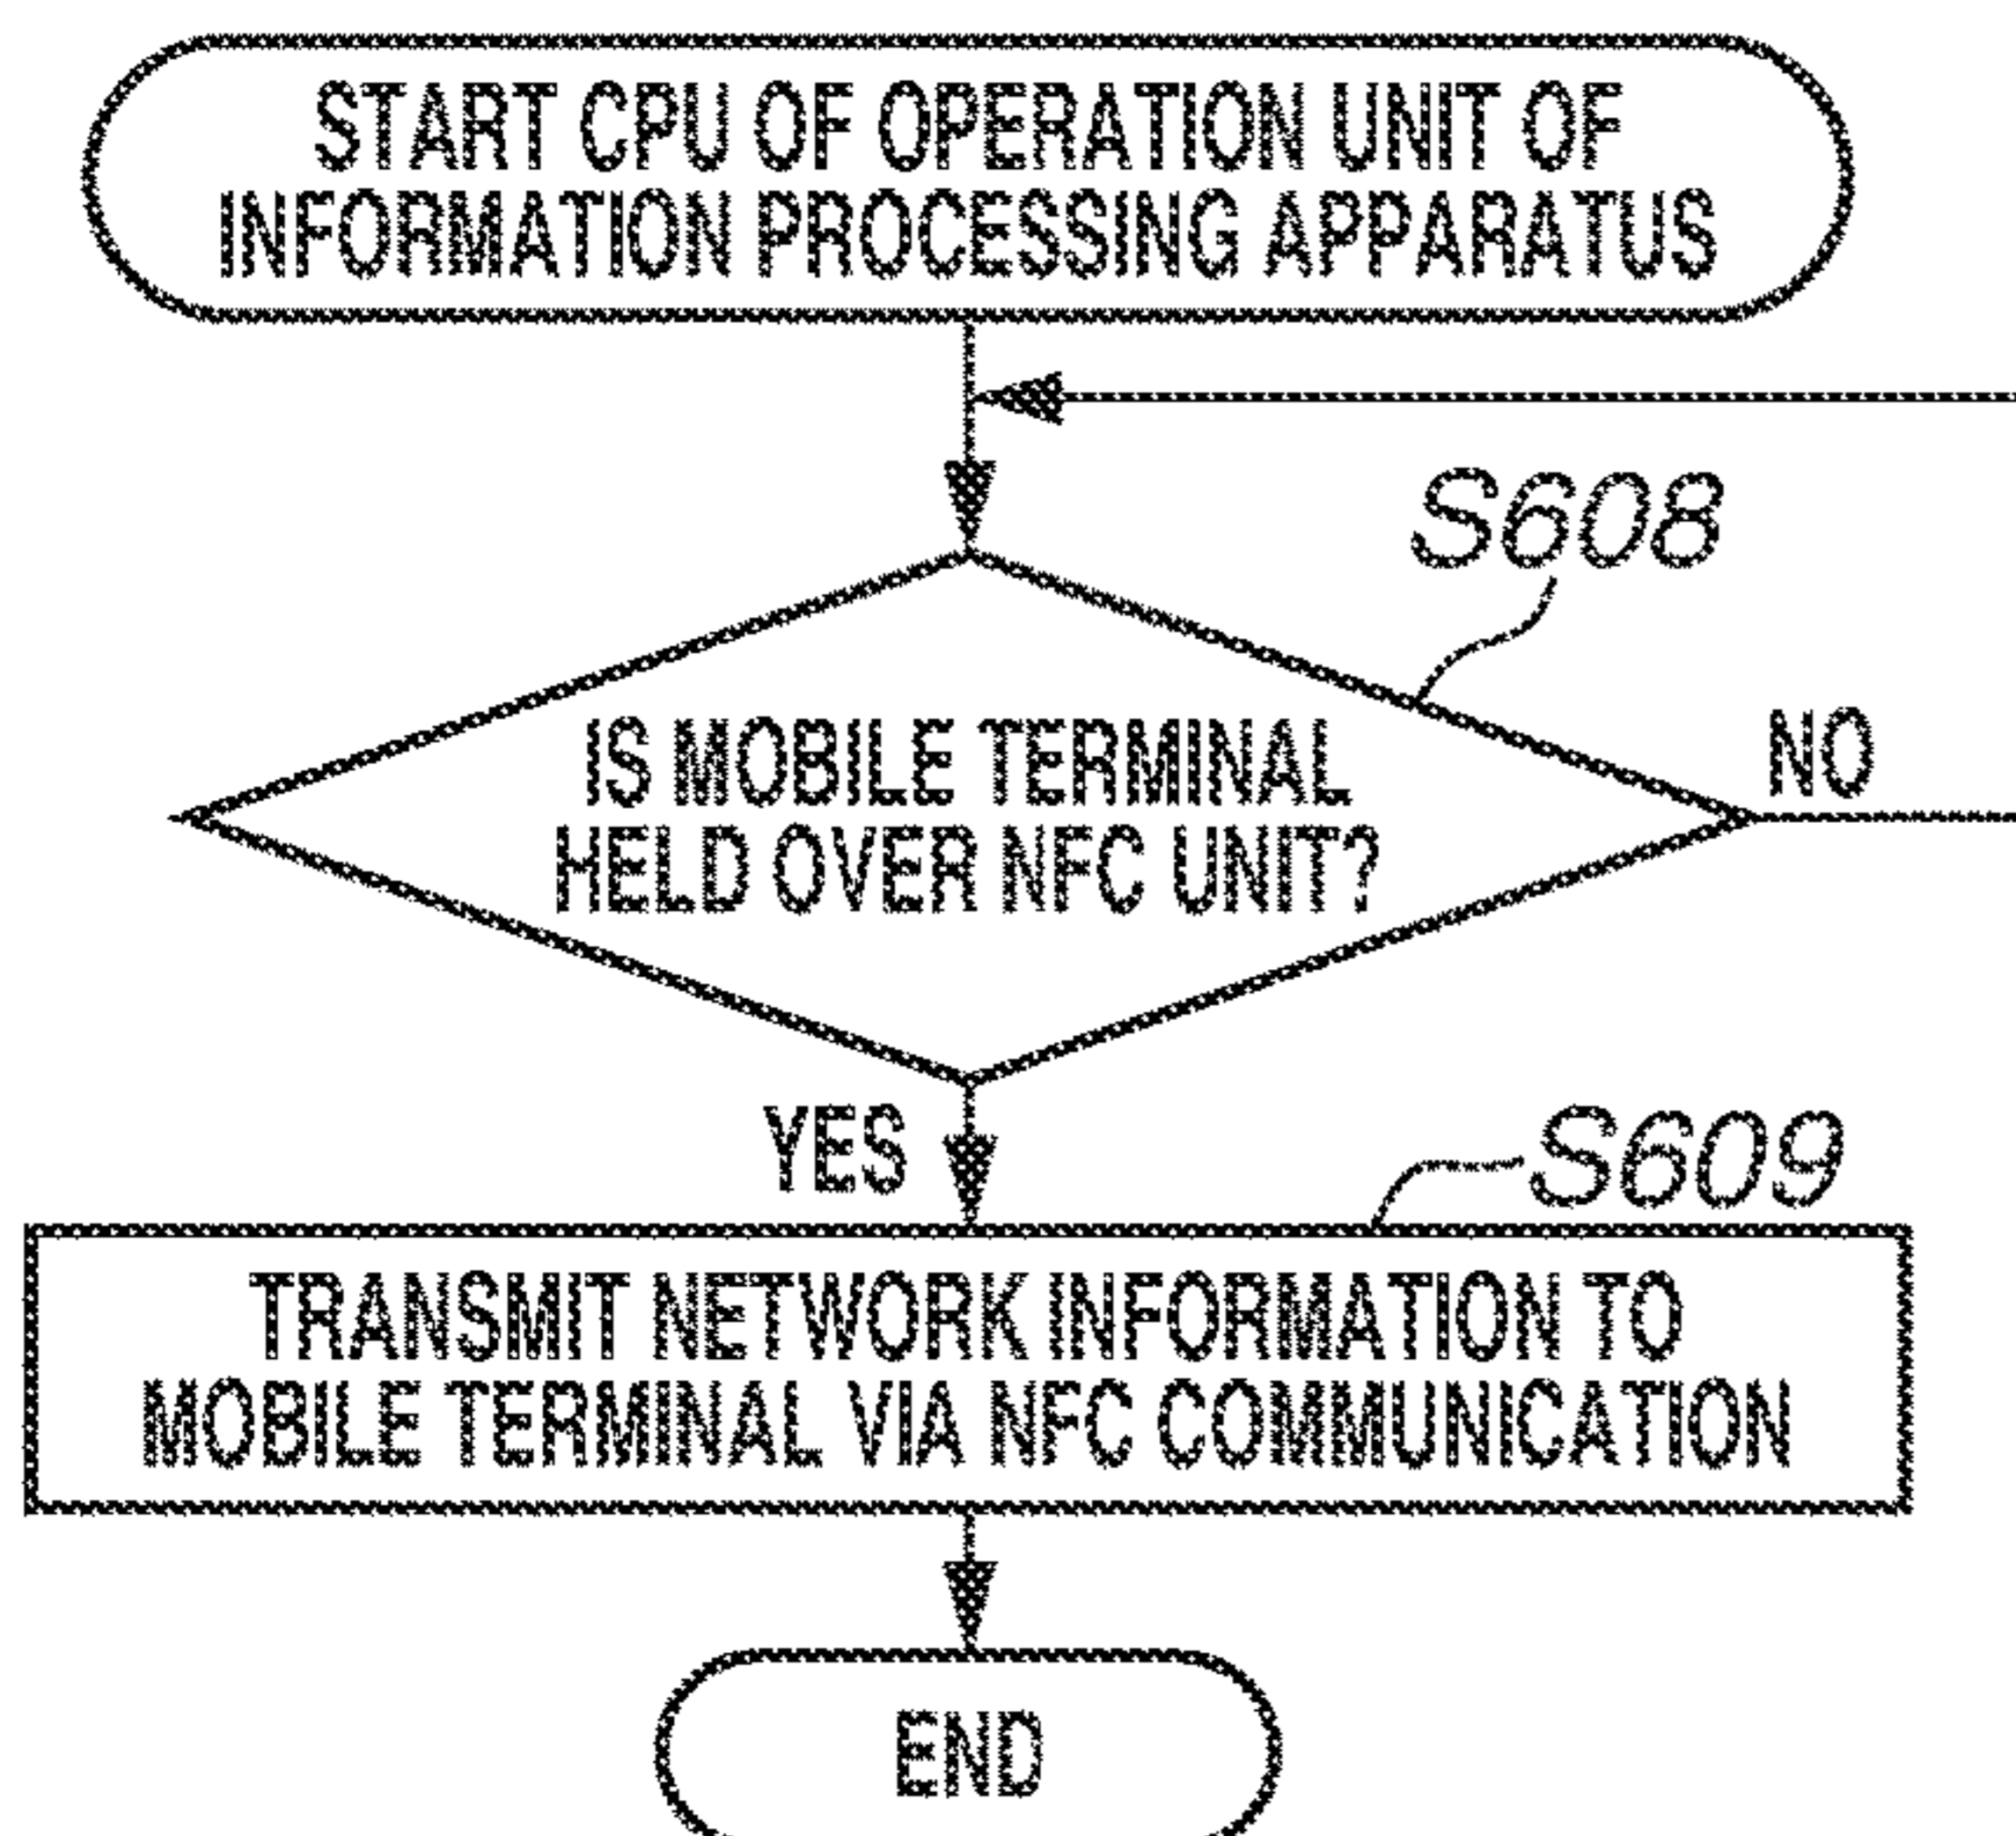 START CPU OF OPERATION UNIT OF
INFORMATION PROCESSING APPARATUS
S608
IS MOBILE TERMINAL
HELD OVER NFC UNIT?
NO
YES
S609
TRANSMIT NETWORK INFORMATION TO
MOBILE TERMINAL VIA NFC COMMUNICATION
END